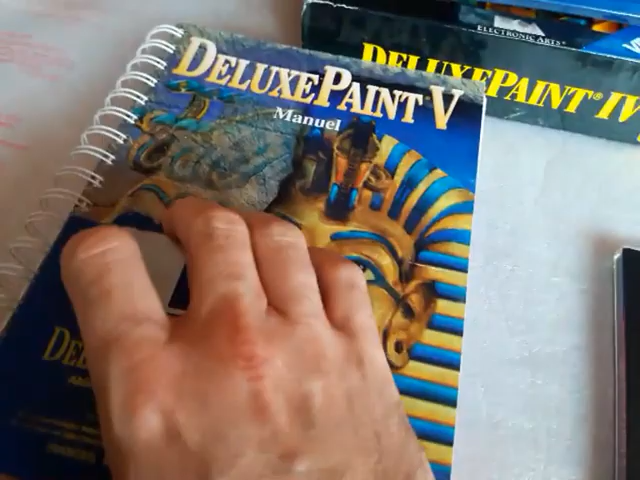 ELECTRONIC ARTS®
DELUXEPAINT® IV
DELUXEPAINT V
Manuel